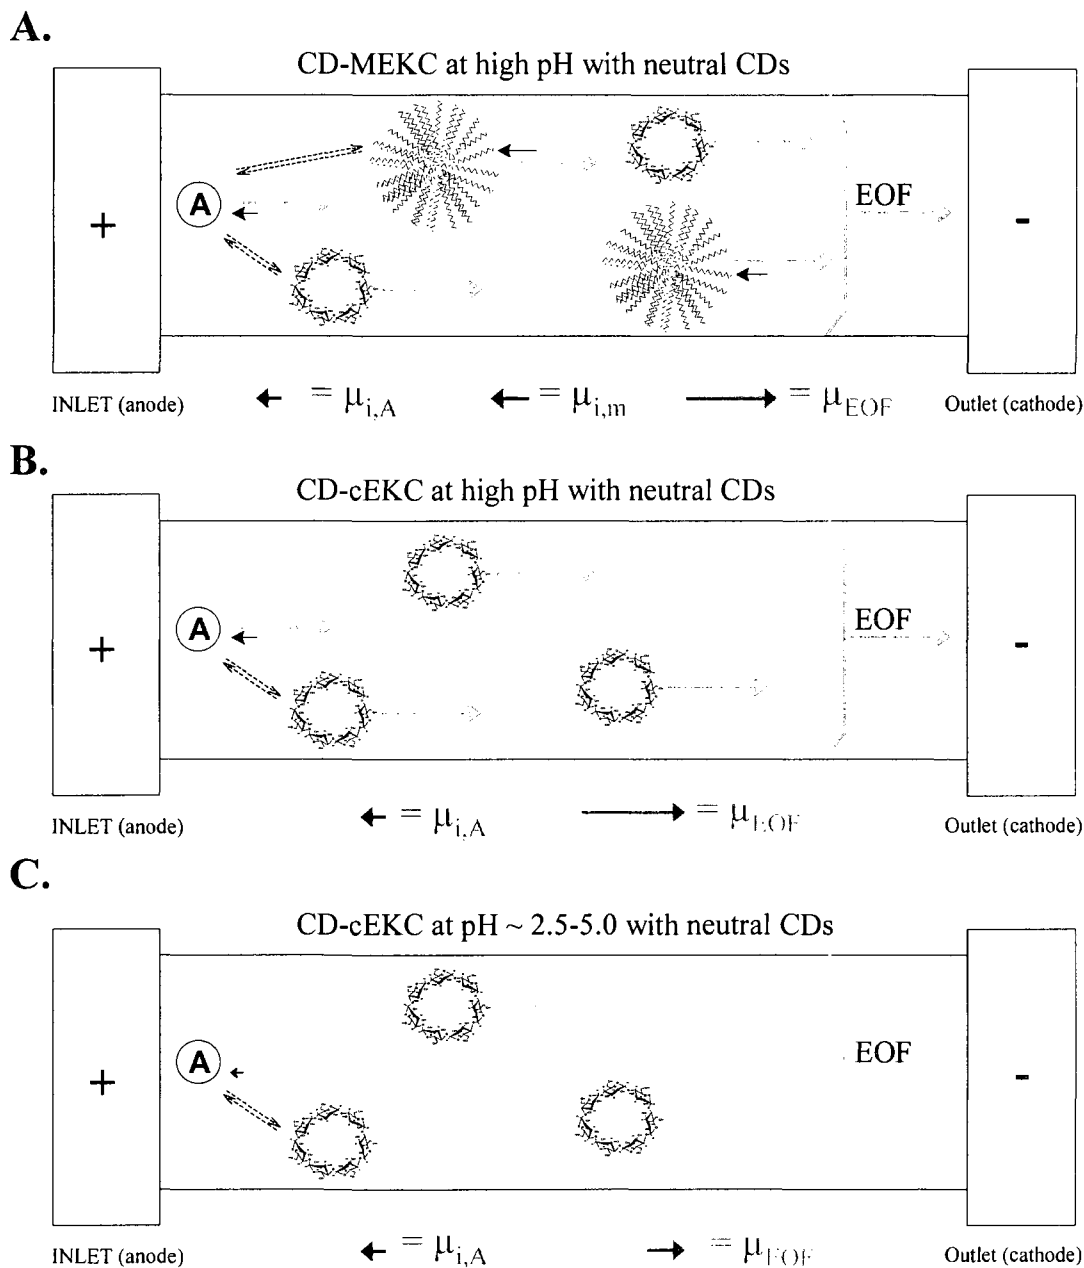 A.
CD-MEKC at high pH with neutral CDs
A
EOF
+
-
= μi,A
= μi,m
= μEOF
INLET (anode)
Outlet (cathode)
B.
CD-cEKC at high pH with neutral CDs
A
EOF
+
-
= μi,A
= μEOF
INLET (anode)
Outlet (cathode)
C.
CD-cEKC at pH ~ 2.5-5.0 with neutral CDs
A
EOF
+
-
= μi,A
= μEOF
INLET (anode)
Outlet (cathode)